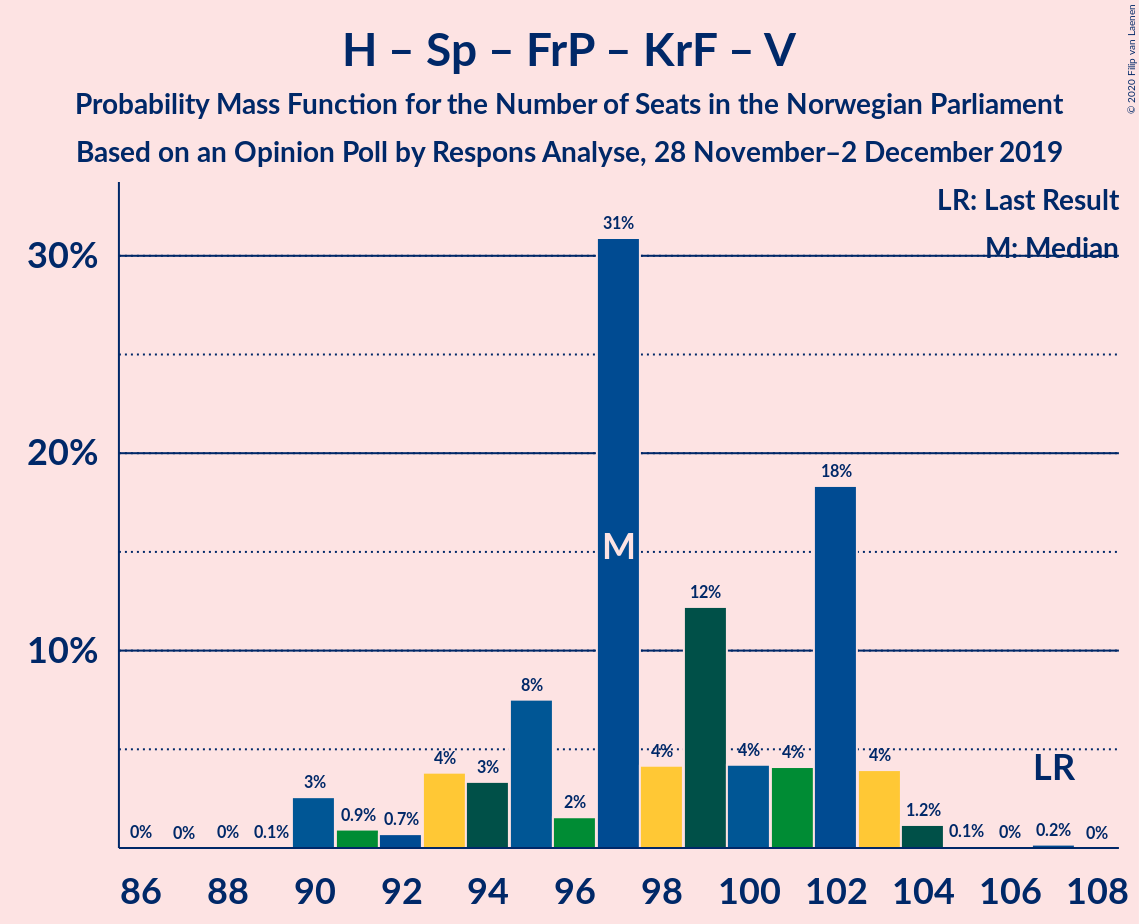 H – Sp – FrP – KrF – V
Probability Mass Function for the Number of Seats in the Norwegian Parliament
Based on an Opinion Poll by Respons Analyse, 28 November–2 December 2019
© 2020 Filip van Laenen
LR: Last Result
M: Median
30%
20%
10%
0%
0%
0%
0.1%
3%
0.9%
0.7%
4%
3%
8%
2%
31%
M
4%
12%
4%
4%
18%
4%
1.2%
0.1%
0%
0.2%
0%
LR
86 88 90 92 94 96 98 100 102 104 106 108